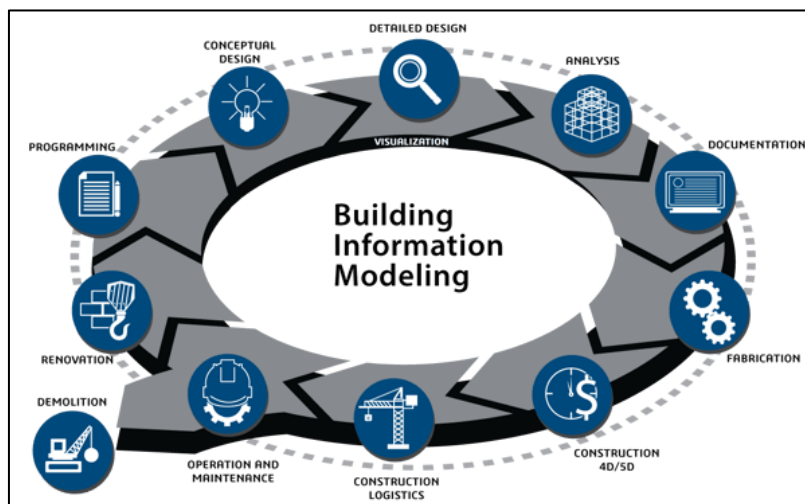 DETAILED DESIGN
CONCEPTUAL
DESIGN
ANALYSIS
PROGRAMMING
VISUALIZATION
DOCUMENTATION
Building
Information
Modeling
RENOVATION
FABRICATION
DEMOLITION
$
CONSTRUCTION
4D/5D
OPERATION AND
MAINTENANCE
CONSTRUCTION
LOGISTICS